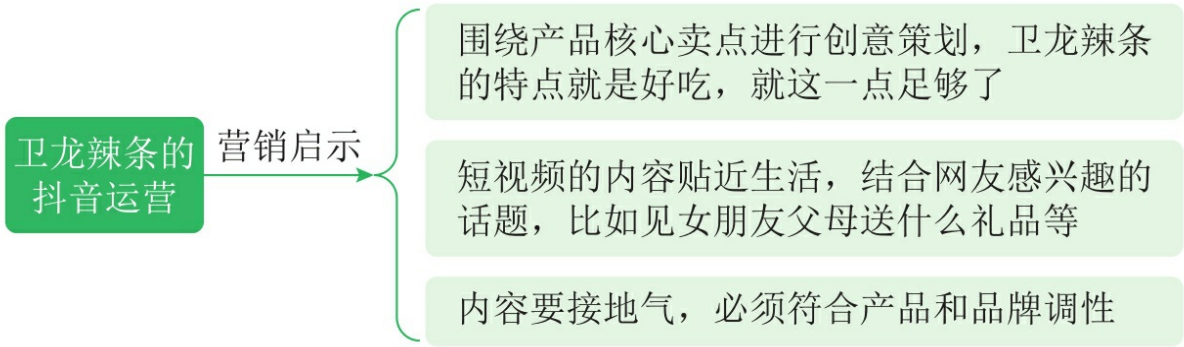 卫龙辣条的
抖音运营
营销启示
围绕产品核心卖点进行创意策划，卫龙辣条
的特点就是好吃，就这一点足够了
短视频的内容贴近生活，结合网友感兴趣的
话题，比如见女朋友父母送什么礼品等
内容要接地气，必须符合产品和品牌调性